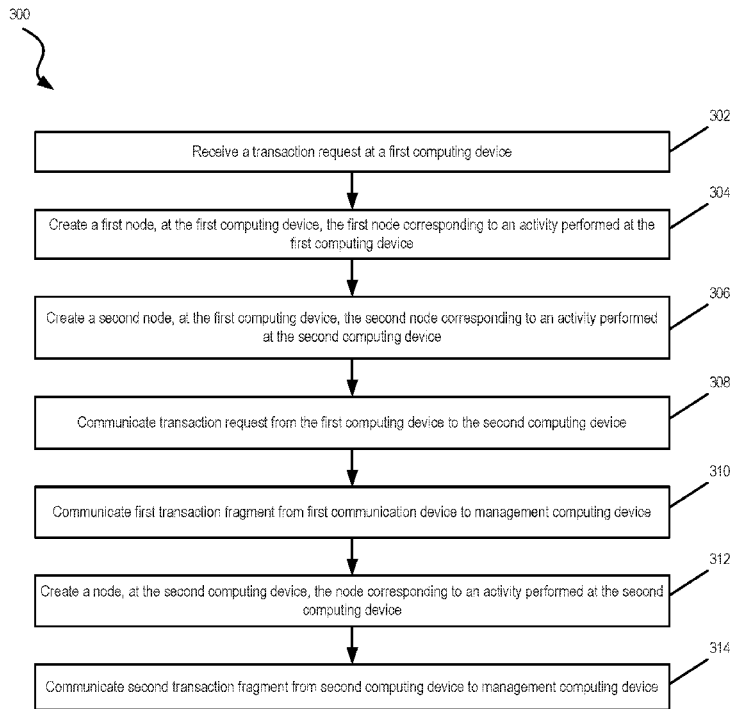 300
302
Receive a transaction request at a first computing device
304
Create a first node, at the first computing device, the first node corresponding to an activity performed at the
first computing device
306
Create a second node, at the first computing device, the second node corresponding to an activity performed
at the second computing device
308
Communicate transaction request from the first computing device to the second computing device
310
Communicate first transaction fragment from first communication device to management computing device
312
Create a node, at the second computing device, the node corresponding to an activity performed at the second
computing device
314
Communicate second transaction fragment from second computing device to management computing device